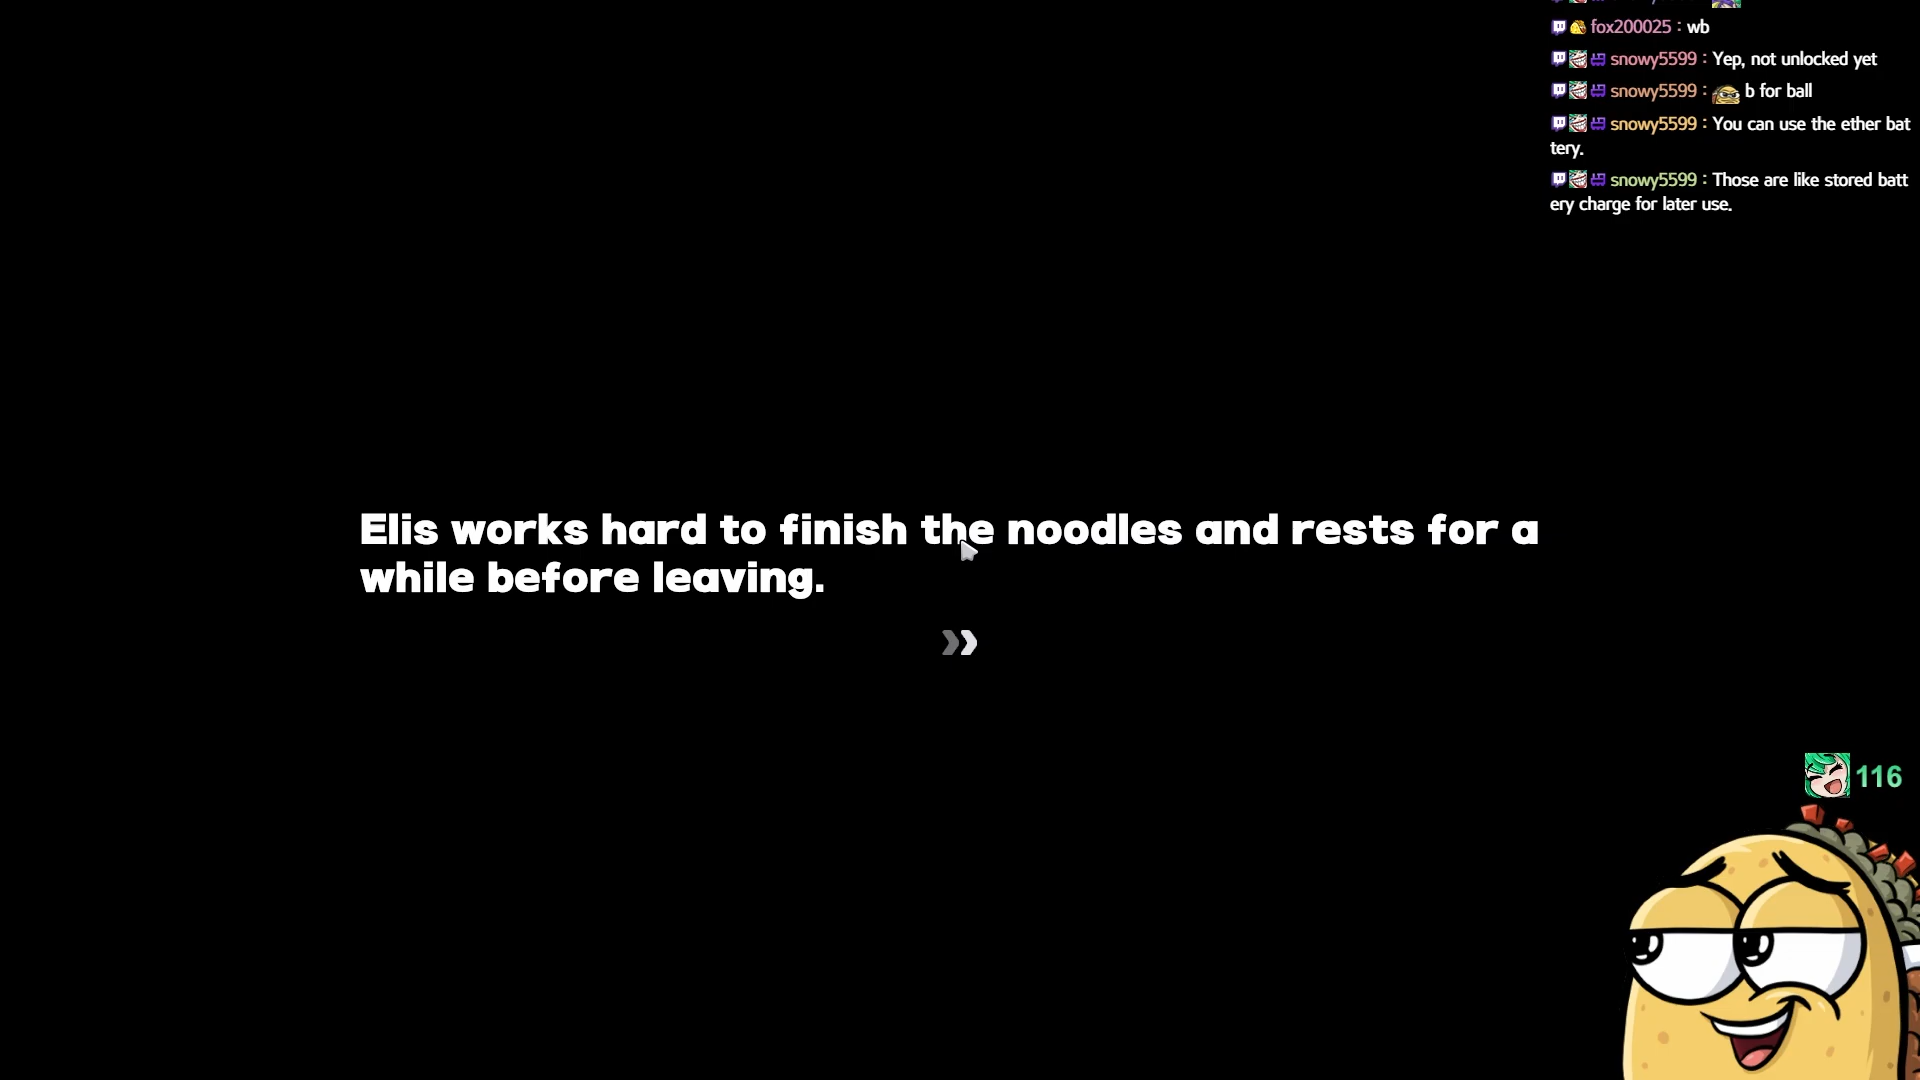 fox200025 : wb
snowy5599 : Yep, not unlocked yet
snowy5599 : b for ball
snowy5599 : You can use the ether bat
tery.
snowy5599 : Those are like stored batt
ery charge for later use.
Elis works hard to finish the noodles and rests for a
while before leaving.
116